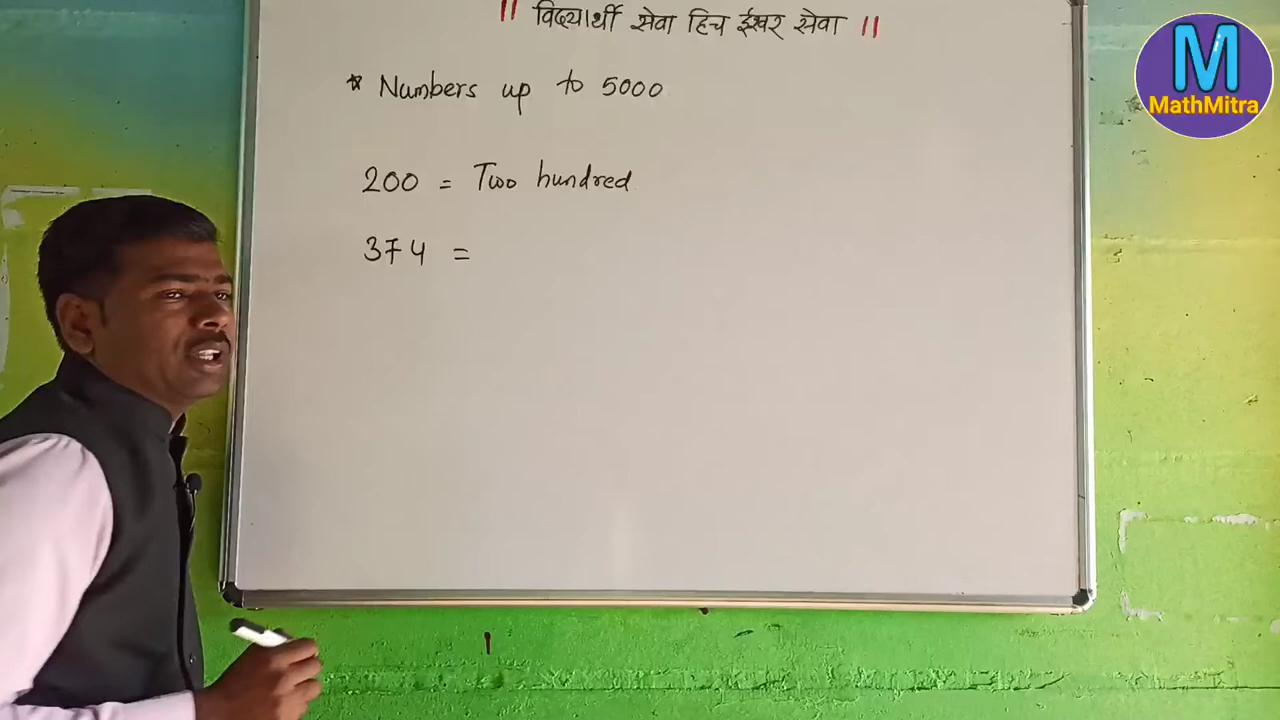 ॥ विद्यार्थी सेवा हिच ईश्वर सेवा ॥
M
MathMitra
* Numbers up to 5000
200 = Two hundred
374 =